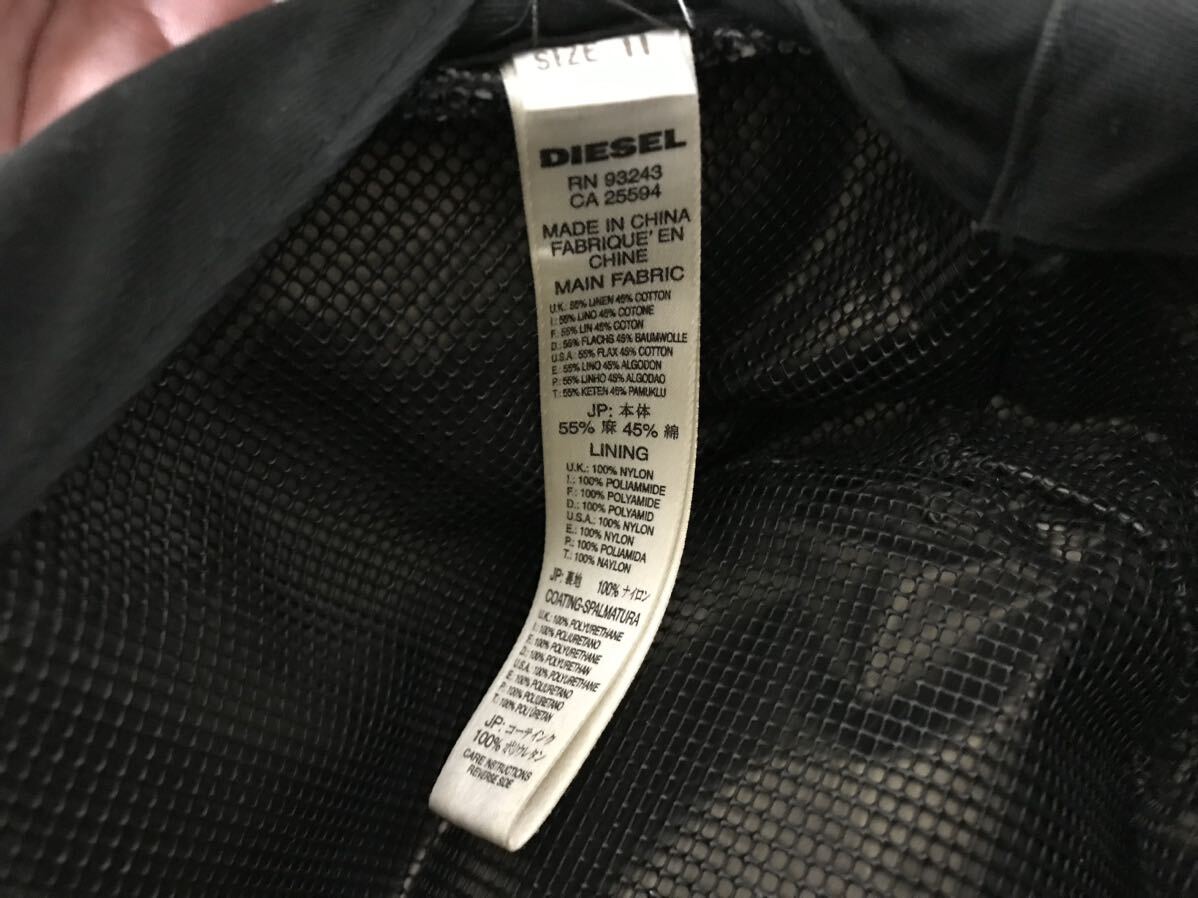 SIZE II
DIESEL
RN 93243
CA 25594
MADE IN CHINA
FABRIQUE' EN
CHINE
MAIN FABRIC
U.K.: 55% LINEN 45% COTTON
I.: 55% LINO 45% COTONE
F.: 55% LIN 45% COTON
D.: 55% FLACHS 45% BAUMWOLLE
U.S.A.: 55% FLAX 45% COTTON
E.: 55% LINO 45% ALGODON
P.: 55% LINHO 45% ALGODAO
T.: 55% KETEN 45% PAMUKLU
JP: 本体
55% 麻 45% 綿
LINING
U.K.: 100% NYLON
I.: 100% POLIAMMIDE
F.: 100% POLYAMIDE
D.: 100% POLYAMID
U.S.A.: 100% NYLON
E.: 100% NYLON
P.: 100% POLIAMIDA
T.: 100% NAYLON
JP: 裏地 100% ナイロン
COATING-SPALMATURA
U.K.: 100% POLYURETHANE
I.: 100% POLIURETANO
F.: 100% POLYURETHANE
D.: 100% POLYURETHAN
U.S.A.: 100% POLYURETHANE
E.: 100% POLIURETANO
P.: 100% POLIURETANO
T.: 100% POLI ÜRETAN
JP: コーティング
100% ポリウレタン
CARE INSTRUCTIONS
REVERSE SIDE